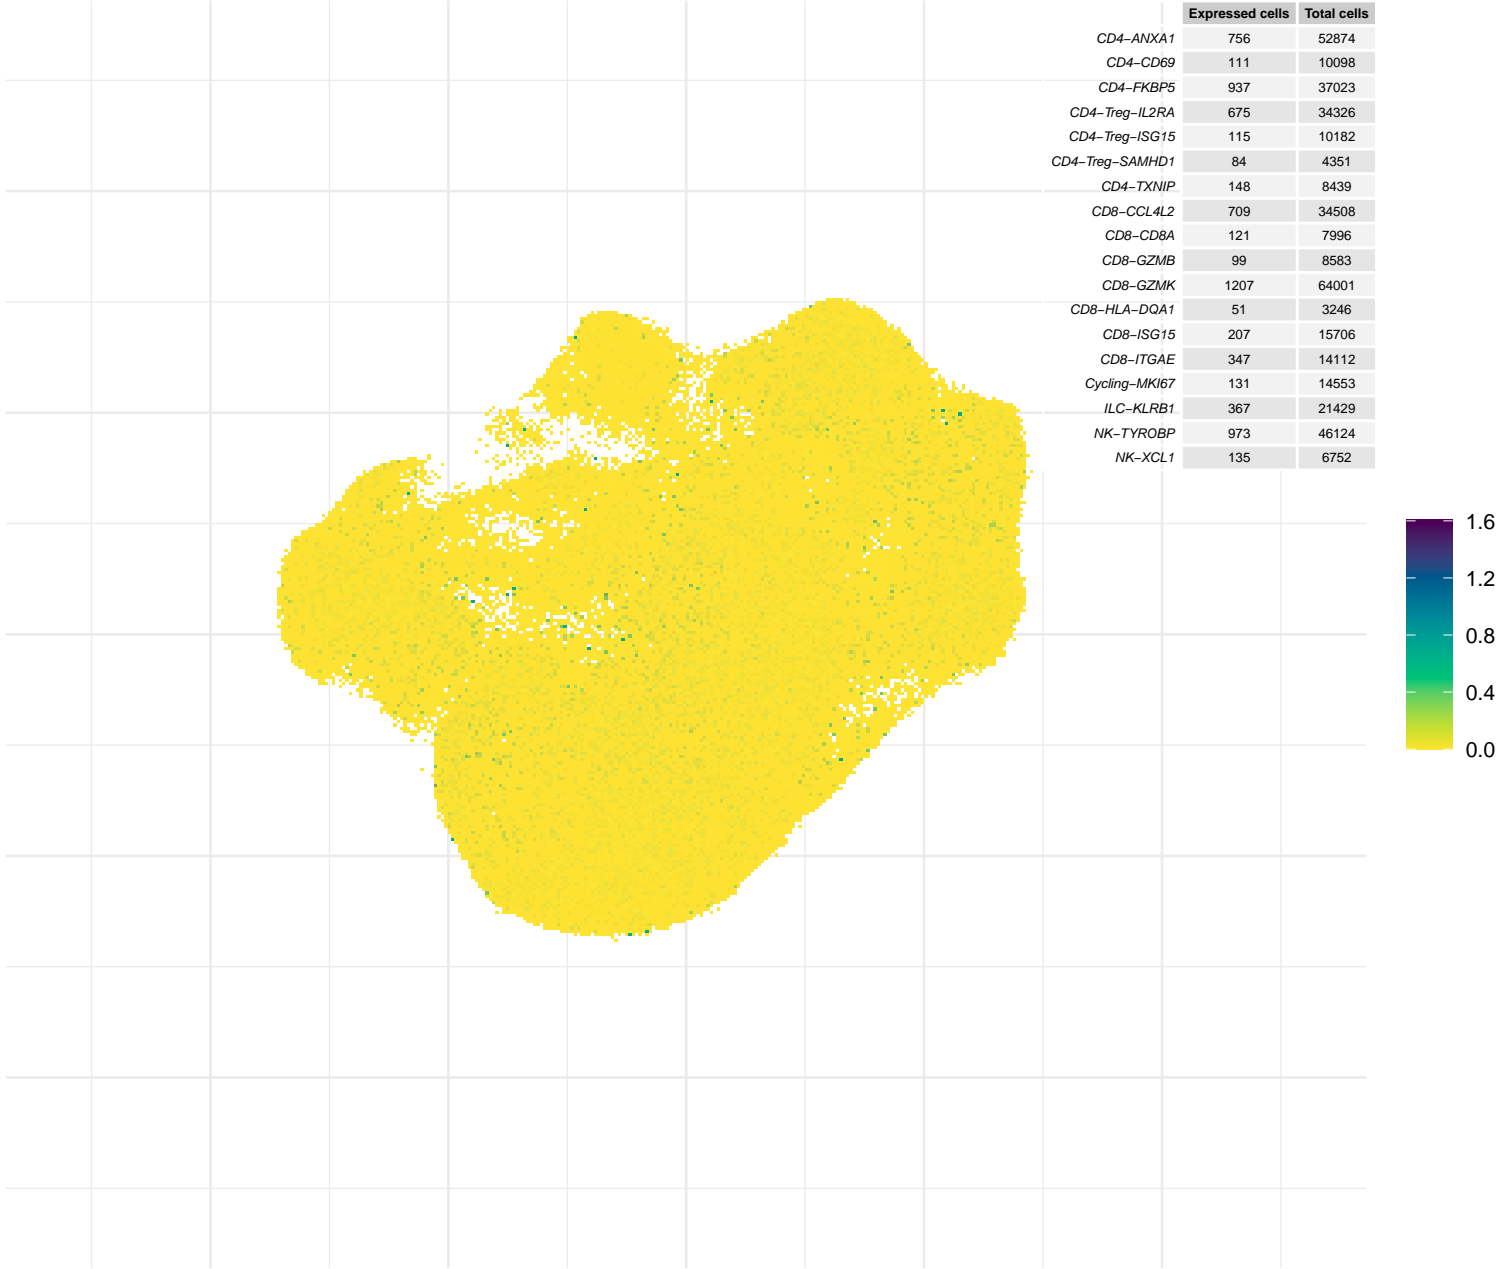 Expressed cells Total cells
CD4−ANXA1 756 52874
CD4−CD69 111 10098
CD4−FKBP5 937 37023
CD4−Treg−IL2RA 675 34326
CD4−Treg−ISG15 115 10182
CD4−Treg−SAMHD1 84 4351
CD4−TXNIP 148 8439
CD8−CCL4L2 709 34508
CD8−CD8A 121 7996
CD8−GZMB 99 8583
CD8−GZMK 1207 64001
CD8−HLA−DQA1 51 3246
CD8−ISG15 207 15706
CD8−ITGAE 347 14112
Cycling−MKI67 131 14553
ILC−KLRB1 367 21429
NK−TYROBP 973 46124
NK−XCL1 135 6752
1.6
1.2
0.8
0.4
0.0